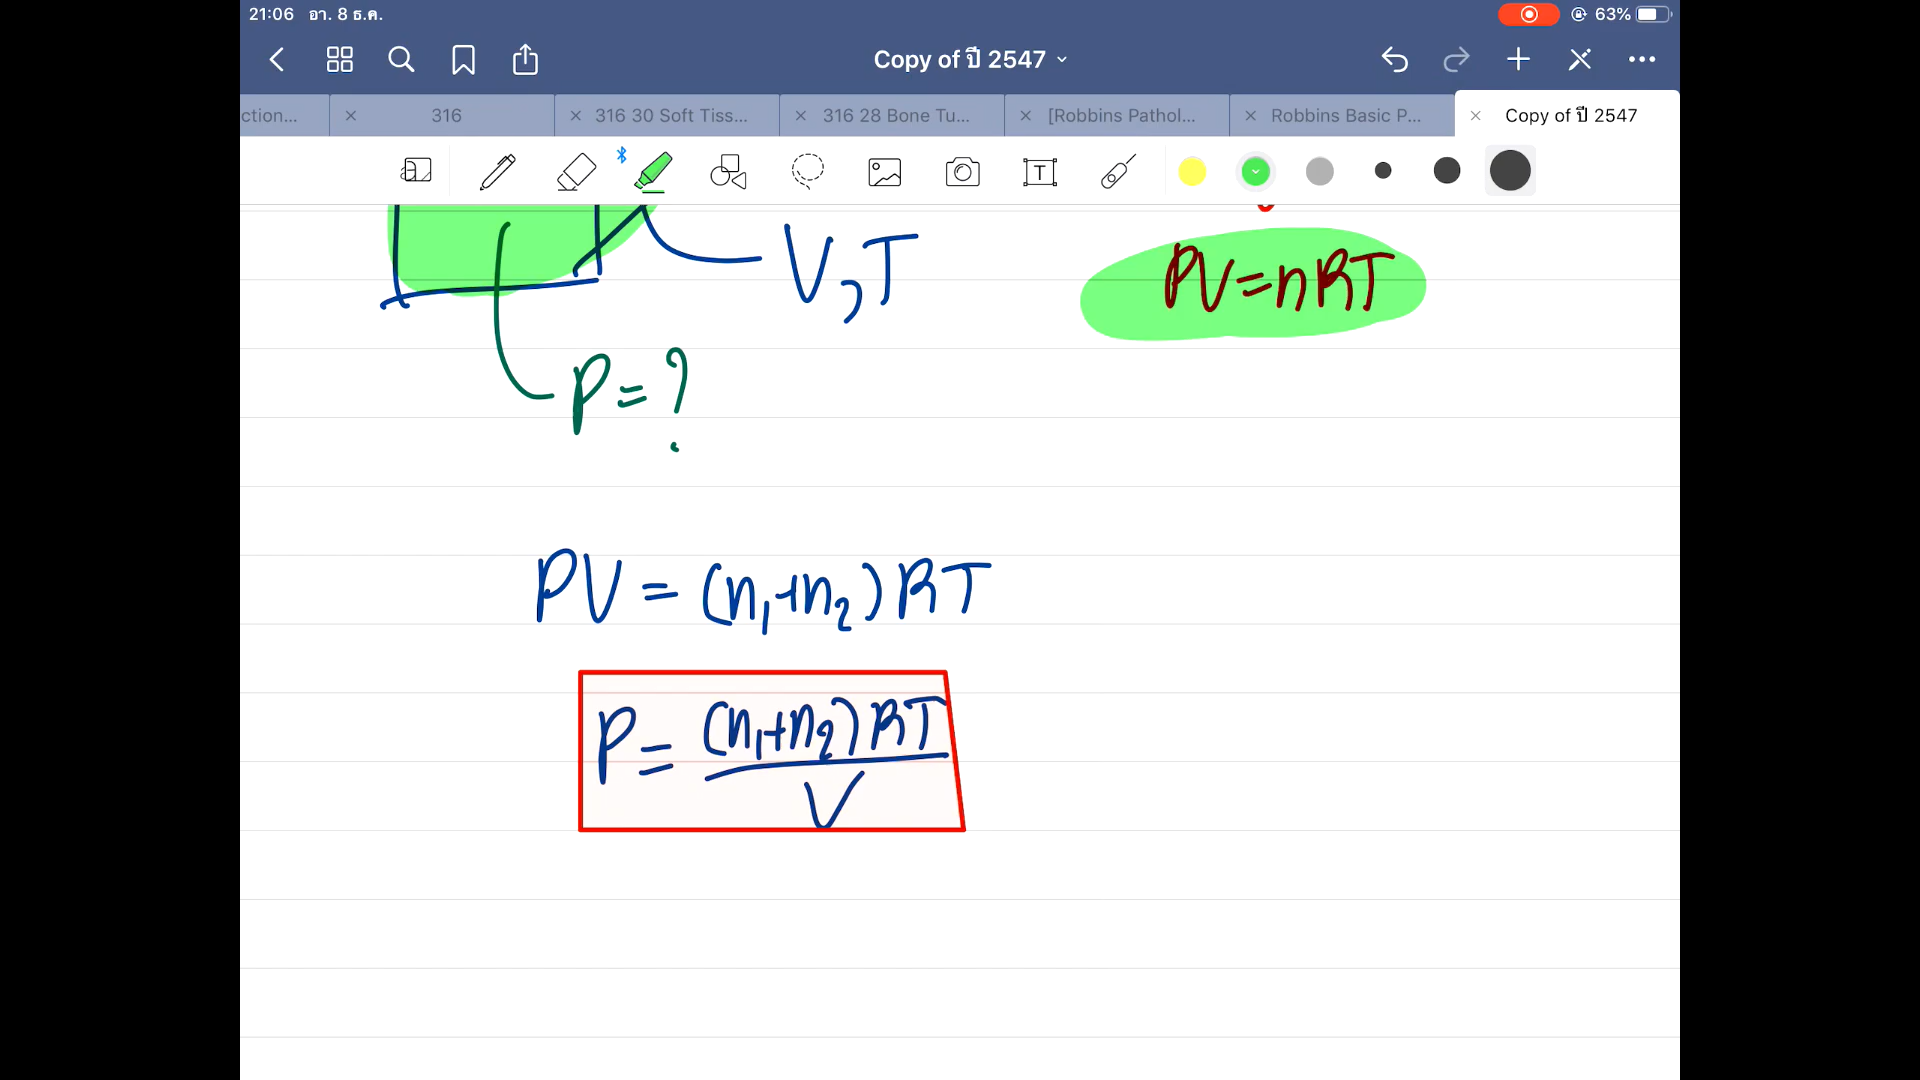 21:06 อา. 8 ธ.ค. 63%
Copy of ปี 2547
ction... 316 316 30 Soft Tiss... 316 28 Bone Tu... [Robbins Pathol... Robbins Basic P... Copy of ปี 2547
V,T
PV=nRT
P=?
PV = (n₁+n₂)RT
P= (n₁+n₂)RT
V